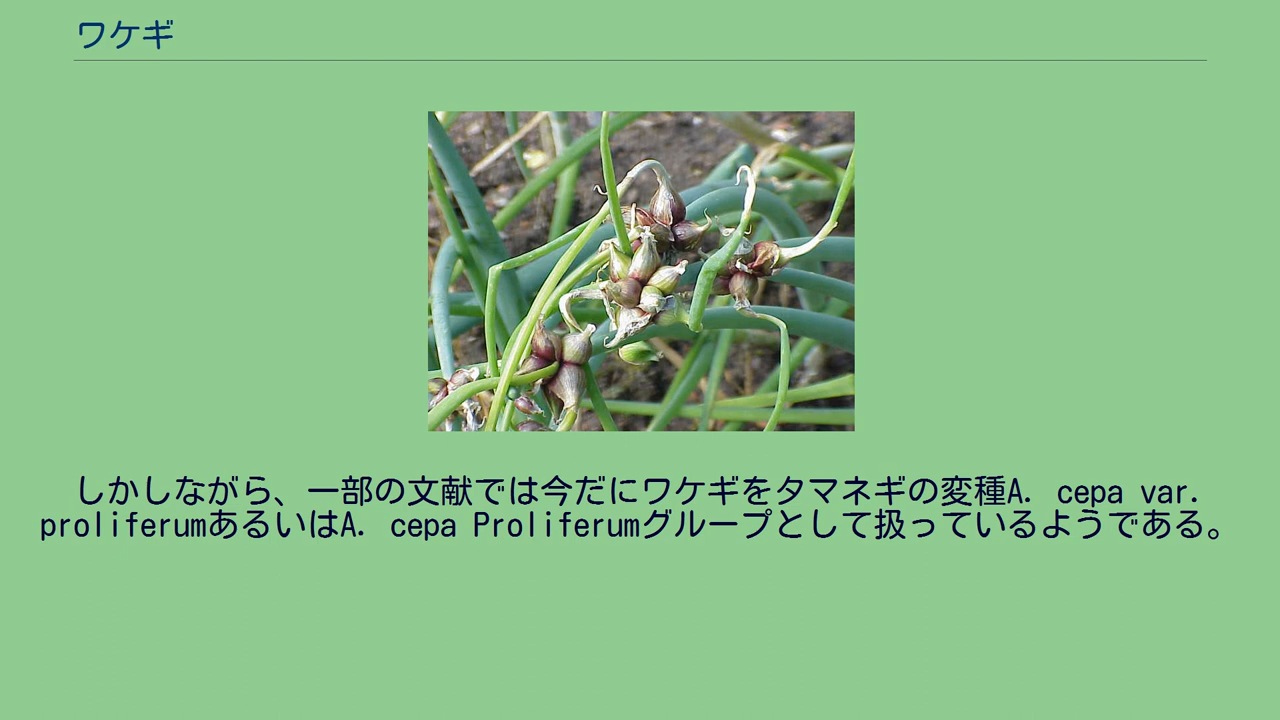 ワケギ
しかしながら、一部の文献では今だにワケギをタマネギの変種A. cepa var.
proliferumあるいはA. cepa Proliferumグループとして扱っているようである。